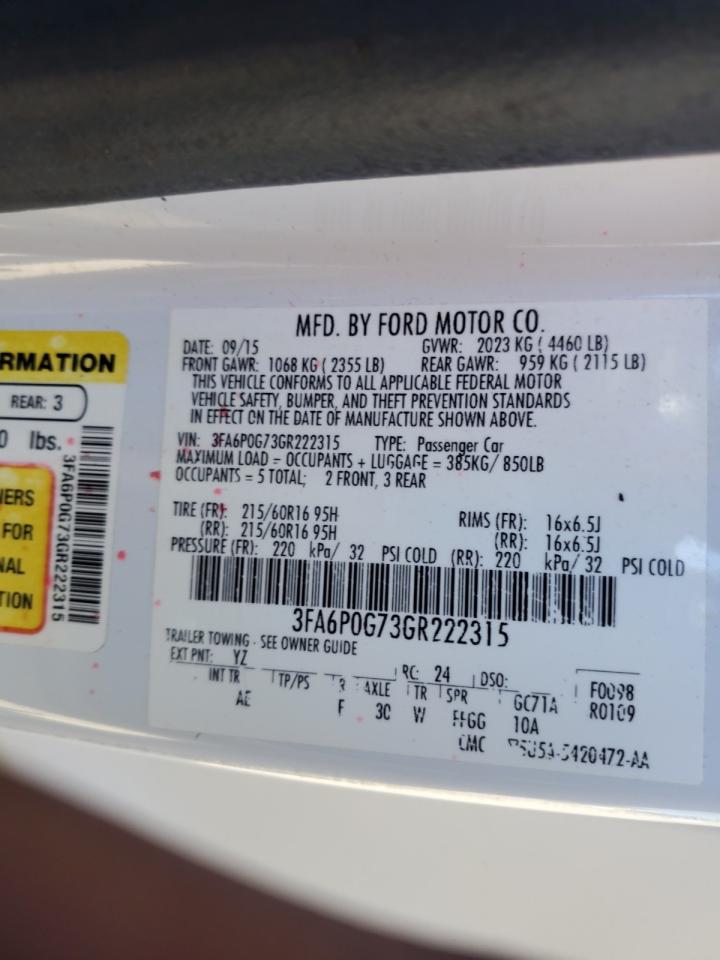 RMATION
REAR: 3
0 lbs.
NERS
FOR
NAL
TION
3FA6P0G73GR222315
MFD. BY FORD MOTOR CO.
DATE: 09/15 GVWR: 2023 KG ( 4460 LB)
FRONT GAWR: 1068 KG ( 2355 LB) REAR GAWR: 959 KG ( 2115 LB)
THIS VEHICLE CONFORMS TO ALL APPLICABLE FEDERAL MOTOR
VEHICLE SAFETY, BUMPER, AND THEFT PREVENTION STANDARDS
IN EFFECT ON THE DATE OF MANUFACTURE SHOWN ABOVE.
VIN: 3FA6P0G73GR222315 TYPE: Passenger Car
MAXIMUM LOAD = OCCUPANTS + LUGGAGE = 385KG/ 850LB
OCCUPANTS = 5 TOTAL; 2 FRONT, 3 REAR
TIRE (FR): 215/60R16 95H RIMS (FR): 16x6.5J
(RR): 215/60R16 95H (RR): 16x6.5J
PRESSURE (FR): 220 kPa/ 32 PSI COLD (RR): 220 kPa/ 32 PSI COLD
3FA6P0G73GR222315
TRAILER TOWING - SEE OWNER GUIDE
EXT PNT: YZ RC: 24 DSO: F0098
INT TR TP/PS R AXLE TR SPR GC71A R0109
AE F 3C W FFGG 10A
CMC